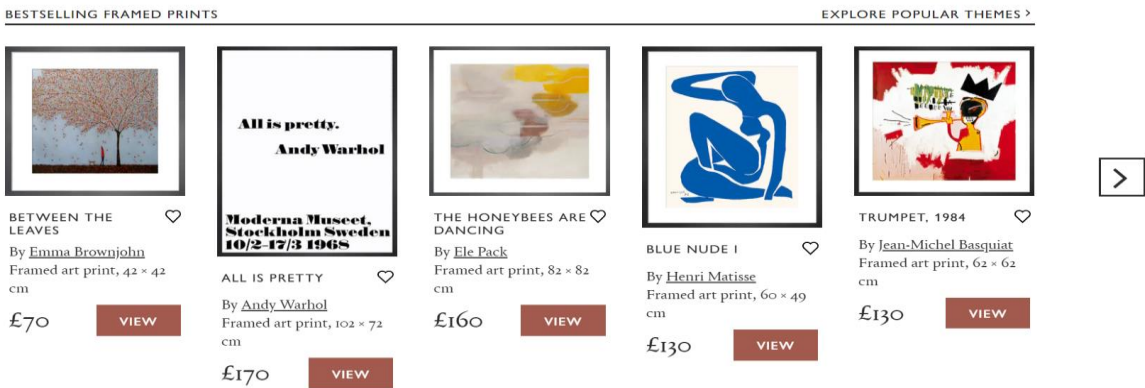 BESTSELLING FRAMED PRINTS
EXPLORE POPULAR THEMES >
BETWEEN THE
LEAVES
By Emma Brownjohn
Framed art print, 42 × 42
cm
£70
VIEW
All is pretty.
Andy Warhol
Moderna Museet,
Stockholm Sweden
10/2–17/3 1968
ALL IS PRETTY
By Andy Warhol
Framed art print, 102 × 72
cm
£170
VIEW
THE HONEYBEES ARE
DANCING
By Ele Pack
Framed art print, 82 × 82
cm
£160
VIEW
BLUE NUDE I
By Henri Matisse
Framed art print, 60 × 49
cm
£130
VIEW
TRUMPET, 1984
By Jean-Michel Basquiat
Framed art print, 62 × 62
cm
£130
VIEW